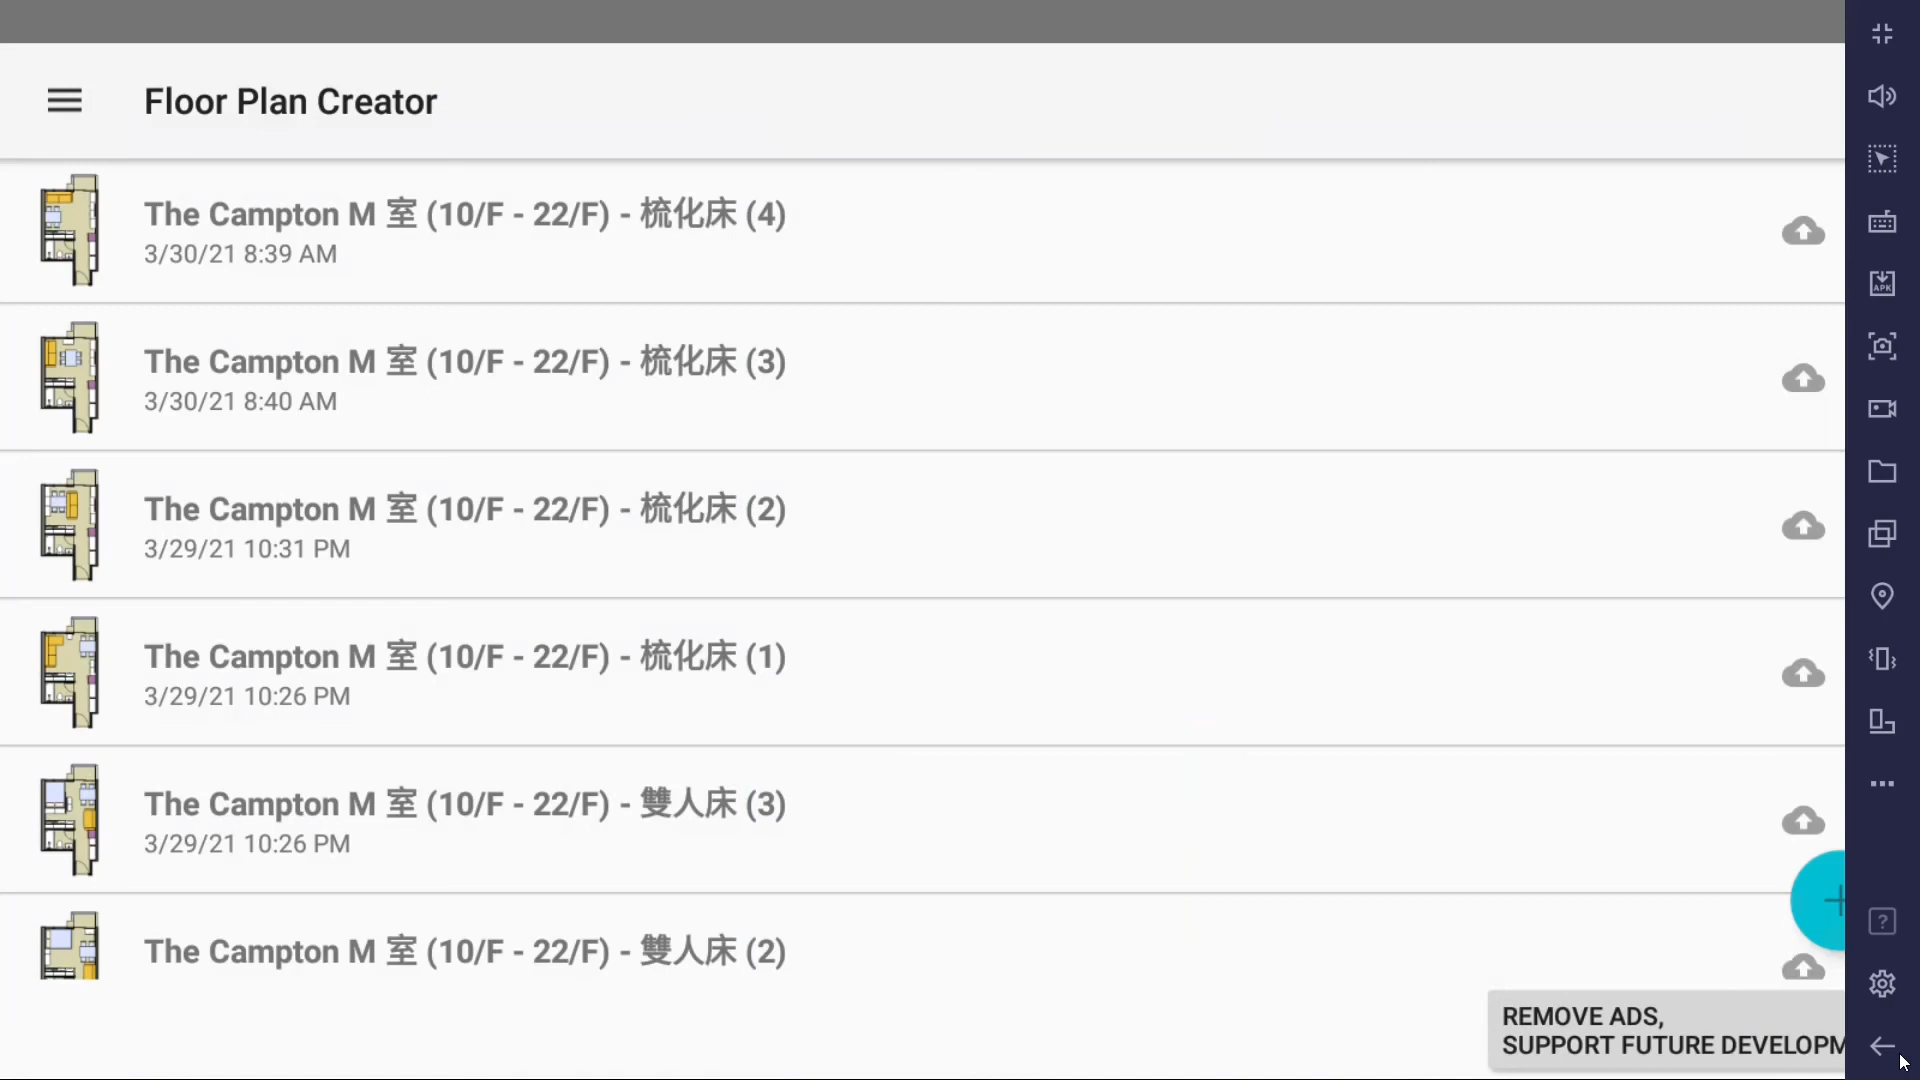 Floor Plan Creator
The Campton M 室 (10/F - 22/F) - 梳化床 (4)
3/30/21 8:39 AM
The Campton M 室 (10/F - 22/F) - 梳化床 (3)
3/30/21 8:40 AM
The Campton M 室 (10/F - 22/F) - 梳化床 (2)
3/29/21 10:31 PM
The Campton M 室 (10/F - 22/F) - 梳化床 (1)
3/29/21 10:26 PM
The Campton M 室 (10/F - 22/F) - 雙人床 (3)
3/29/21 10:26 PM
The Campton M 室 (10/F - 22/F) - 雙人床 (2)
REMOVE ADS,
SUPPORT FUTURE DEVELOPM
APK